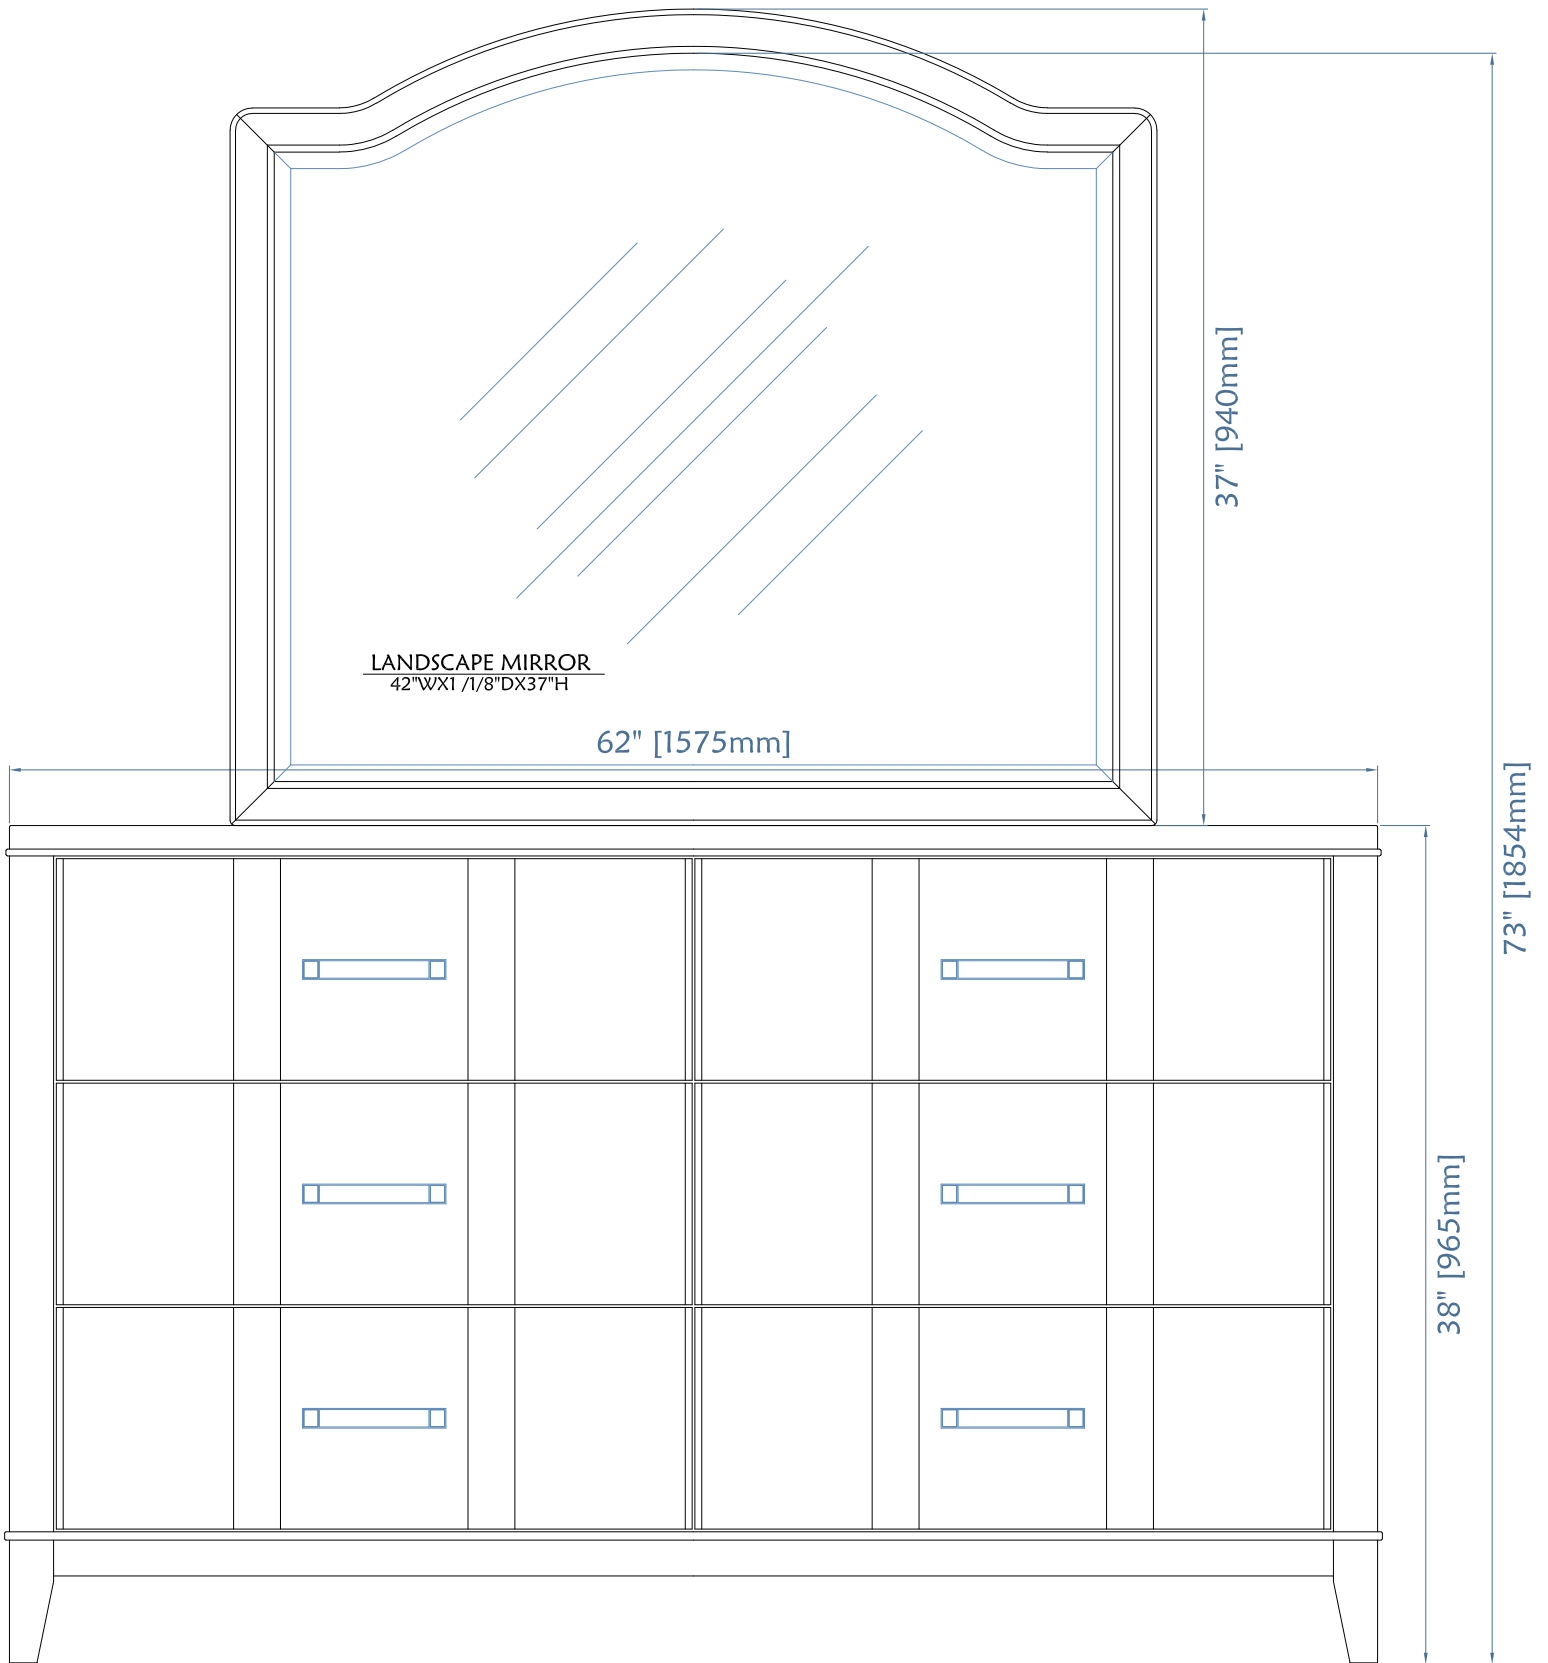 37" [940mm]
LANDSCAPE MIRROR
42"WX1 /1/8"DX37"H
62" [1575mm]
73" [1854mm]
38" [965mm]